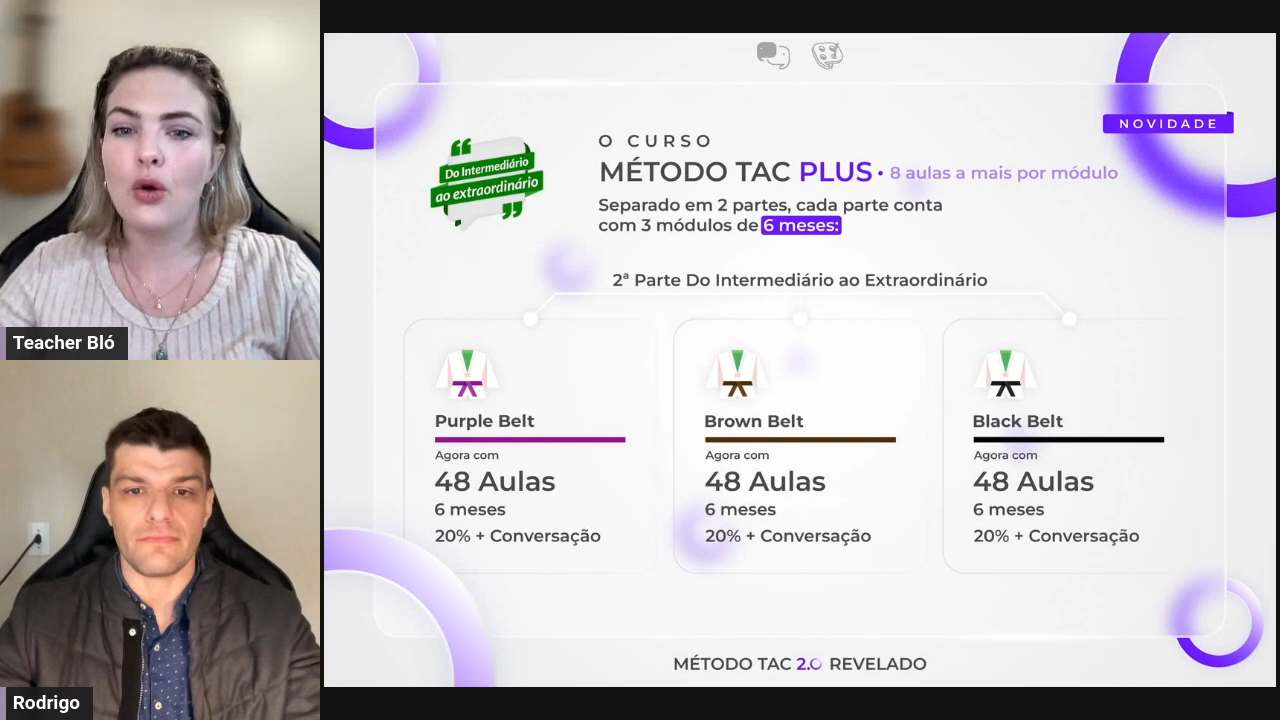 Teacher Bló
Rodrigo
NOVIDADE
Do Intermediário
ao extraordinário
O CURSO
MÉTODO TAC PLUS • 8 aulas a mais por módulo
Separado em 2 partes, cada parte conta
com 3 módulos de 6 meses:
2ª Parte Do Intermediário ao Extraordinário
Purple Belt
Agora com
48 Aulas
6 meses
20% + Conversação
Brown Belt
Agora com
48 Aulas
6 meses
20% + Conversação
Black Belt
Agora com
48 Aulas
6 meses
20% + Conversação
MÉTODO TAC 2.0 REVELADO